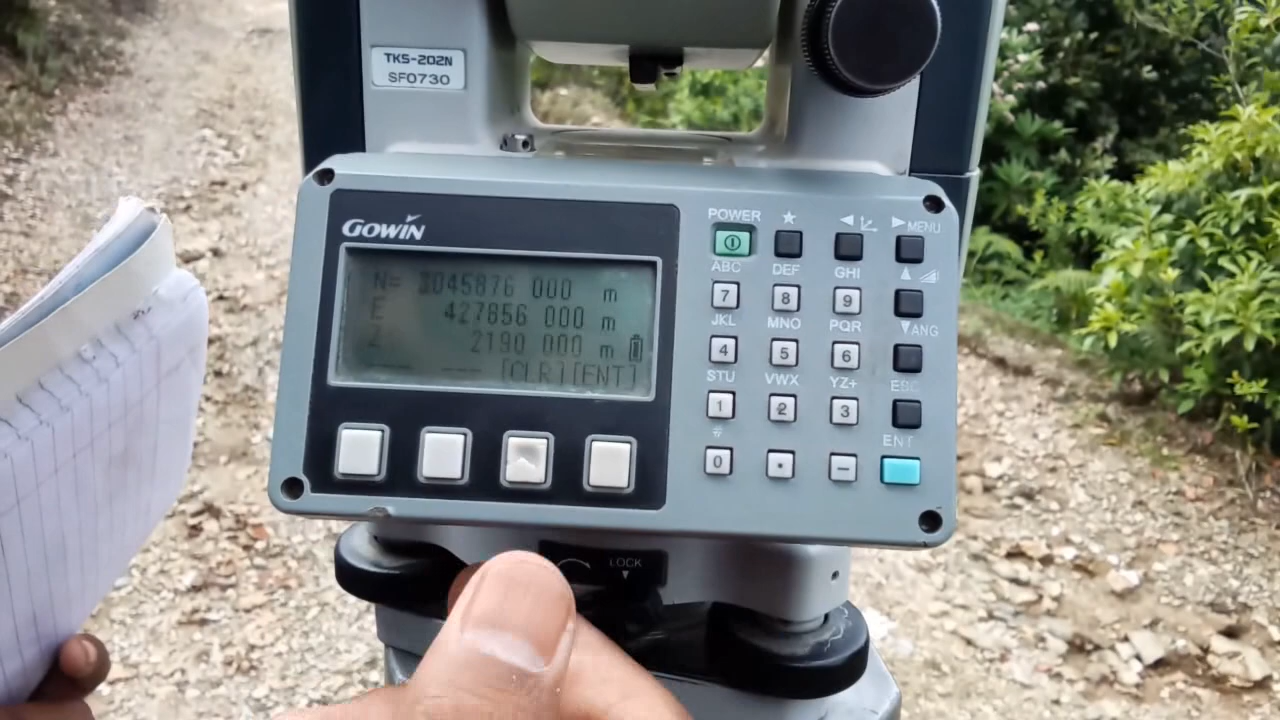 TKS-202N
SF0730
GOWIN
N= 3045876 000 m
E 427856 000 m
Z 2190 000 m
--- --- [CLR][ENT]
POWER ★ ◀ ▶ MENU
ABC DEF GHI ▲
7 8 9
JKL MNO PQR ▼ ANG
4 5 6
STU VWX YZ+ ESC
1 2 3
# ENT
0 . −
LOCK
▼